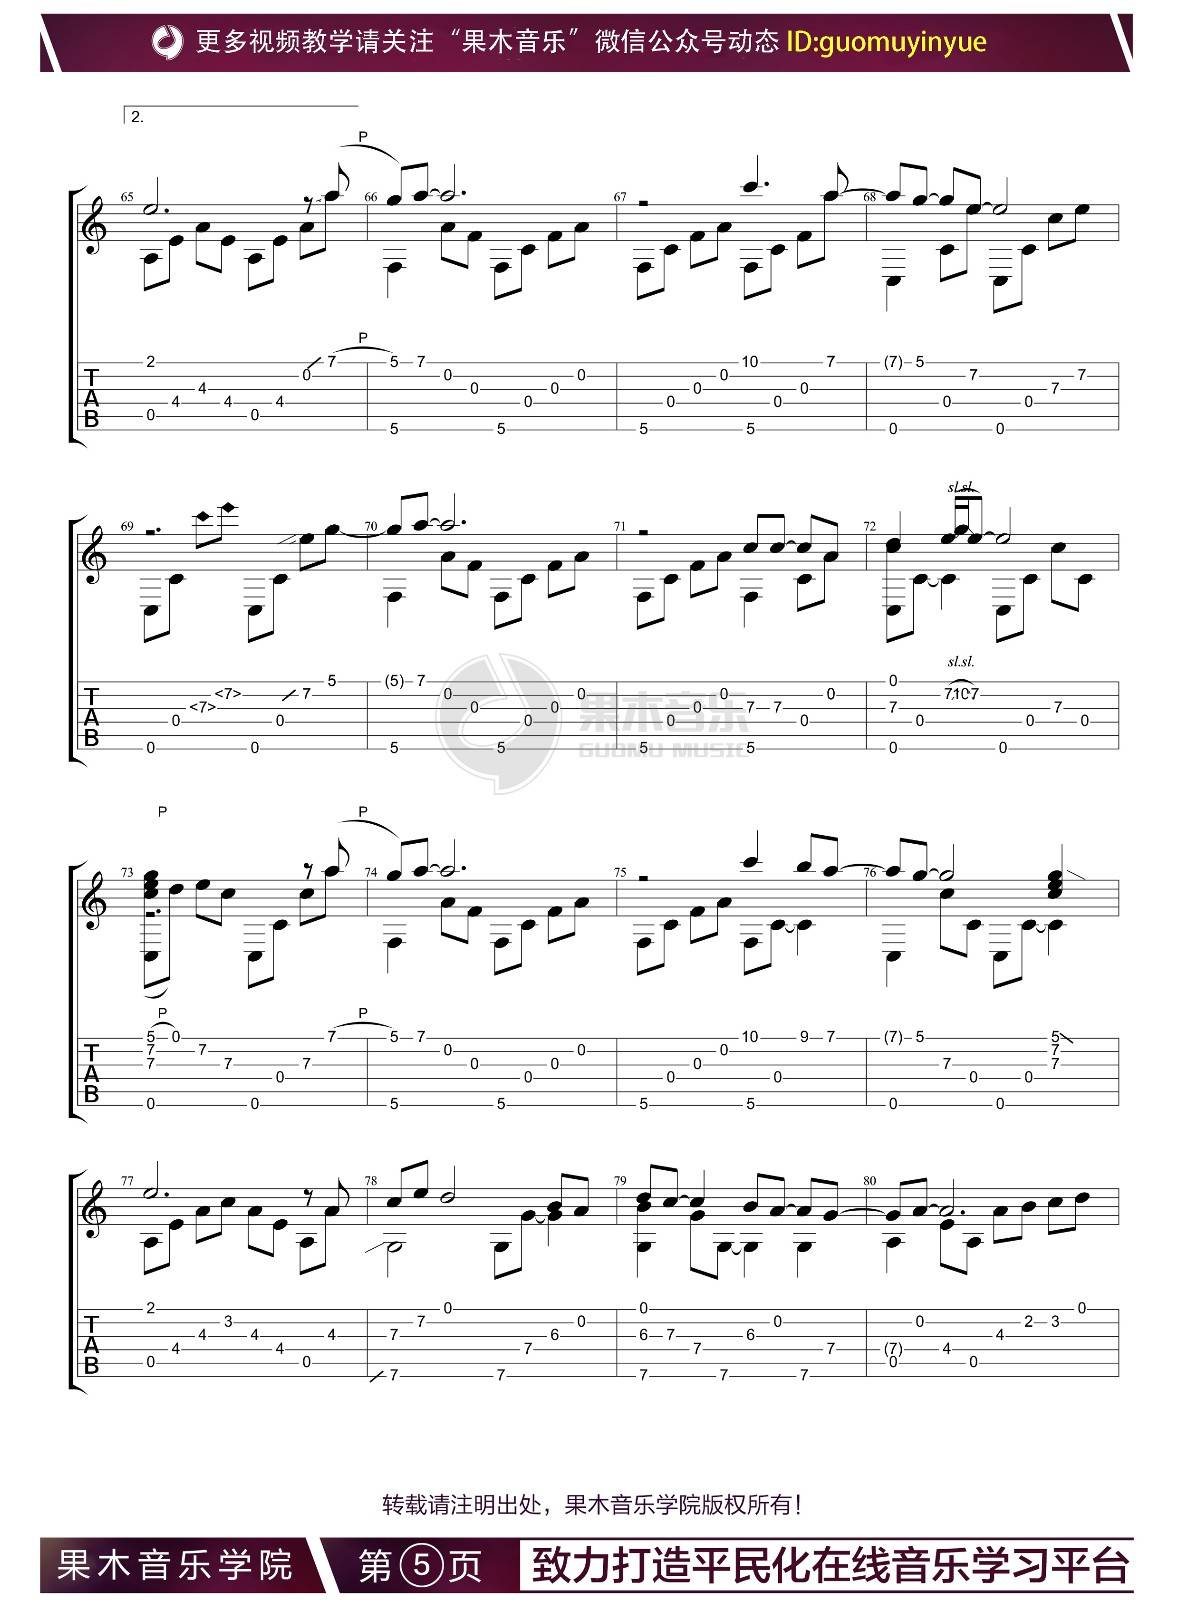 更多视频教学请关注“果木音乐”微信公众号动态 ID:guomuyinyue
2.
P
65 66 67 68
P
2 0 4 4 4 0 4 0 7 5 7 0 0 0 0 0 5 5 0 0 0 10 0 0 7 5 5 (7) 5 0 7 0 7 7 0 0
T
A
B
sl.sl.
69 70 71 72
sl.sl.
0 0 <7> <7> 0 0 7 5 (5) 7 0 0 0 0 0 5 5 0 0 0 7 7 0 0 5 5 0 7 0 7 10 7 0 7 0 0 0
T
A
B
果木音乐
GUOMU MUSIC
P P
73 74 75 76
P P
5 7 7 0 0 7 7 0 0 7 7 5 7 0 0 0 0 0 5 5 0 0 0 10 0 9 7 5 5 (7) 5 7 0 0 5 7 7 0 0
T
A
B
77 78 79 80
2 0 4 4 3 4 4 0 4 7 7 7 0 7 7 6 0 0 6 7 7 7 7 6 0 7 7 (7) 0 0 4 0 4 2 3 0
T
A
B
转载请注明出处，果木音乐学院版权所有！
果木音乐学院 第⑤页 致力打造平民化在线音乐学习平台